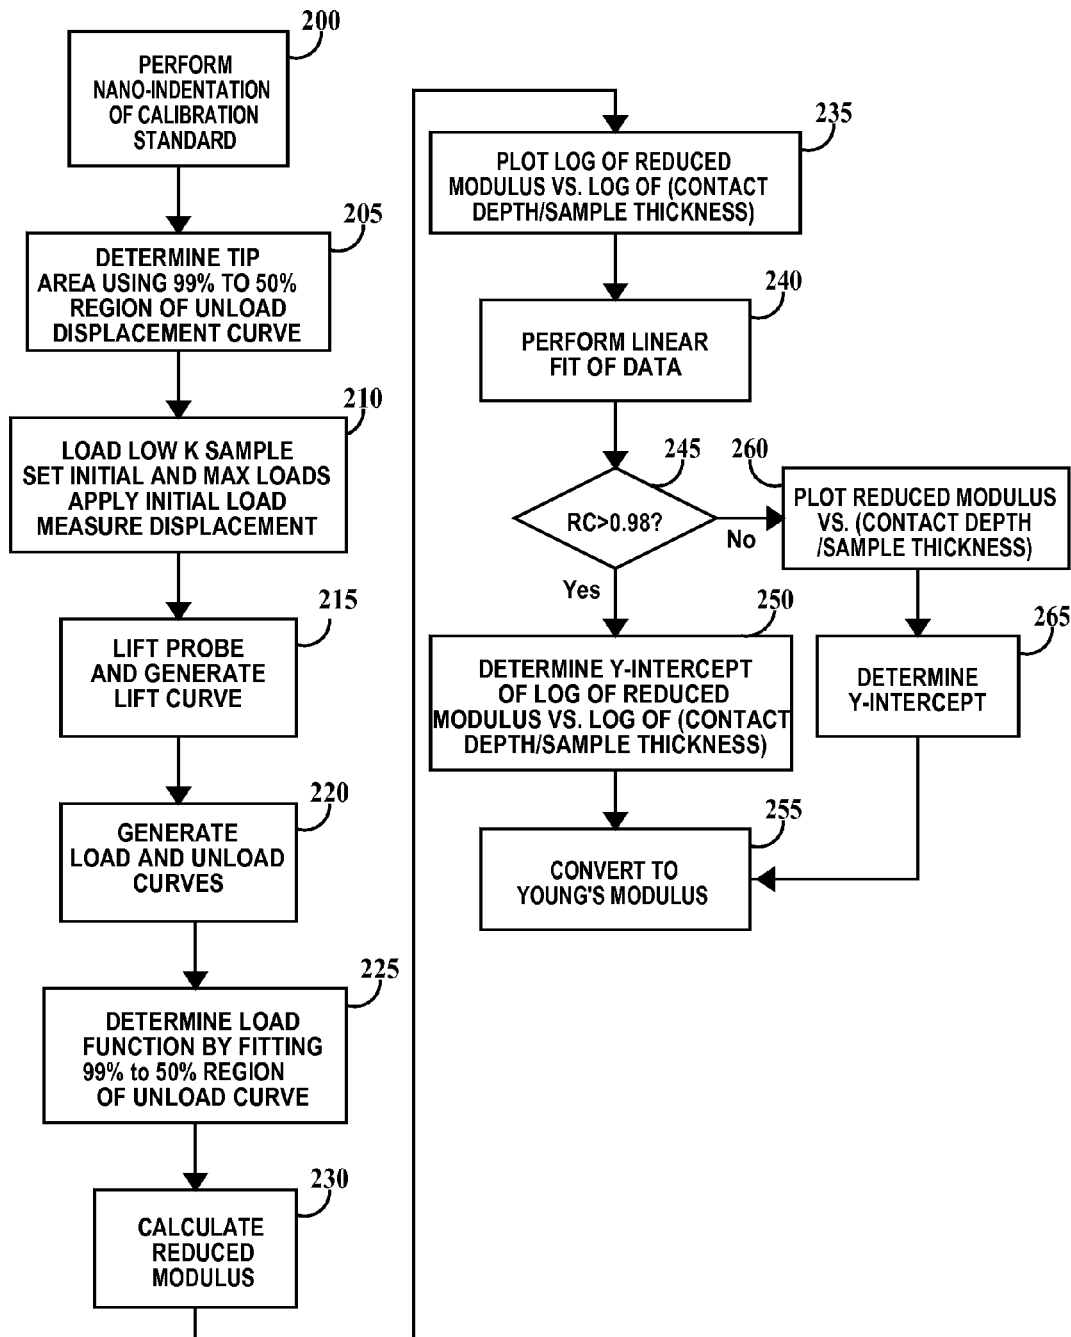 200
PERFORM
NANO-INDENTATION
OF CALIBRATION
STANDARD
205
DETERMINE TIP
AREA USING 99% TO 50%
REGION OF UNLOAD
DISPLACEMENT CURVE
210
LOAD LOW K SAMPLE
SET INITIAL AND MAX LOADS
APPLY INITIAL LOAD
MEASURE DISPLACEMENT
215
LIFT PROBE
AND GENERATE
LIFT CURVE
220
GENERATE
LOAD AND UNLOAD
CURVES
225
DETERMINE LOAD
FUNCTION BY FITTING
99% to 50% REGION
OF UNLOAD CURVE
230
CALCULATE
REDUCED
MODULUS
235
PLOT LOG OF REDUCED
MODULUS VS. LOG OF (CONTACT
DEPTH/SAMPLE THICKNESS)
240
PERFORM LINEAR
FIT OF DATA
245
RC>0.98?
No
Yes
260
PLOT REDUCED MODULUS
VS. (CONTACT DEPTH
/SAMPLE THICKNESS)
250
DETERMINE Y-INTERCEPT
OF LOG OF REDUCED
MODULUS VS. LOG OF (CONTACT
DEPTH/SAMPLE THICKNESS)
265
DETERMINE
Y-INTERCEPT
255
CONVERT TO
YOUNG'S MODULUS